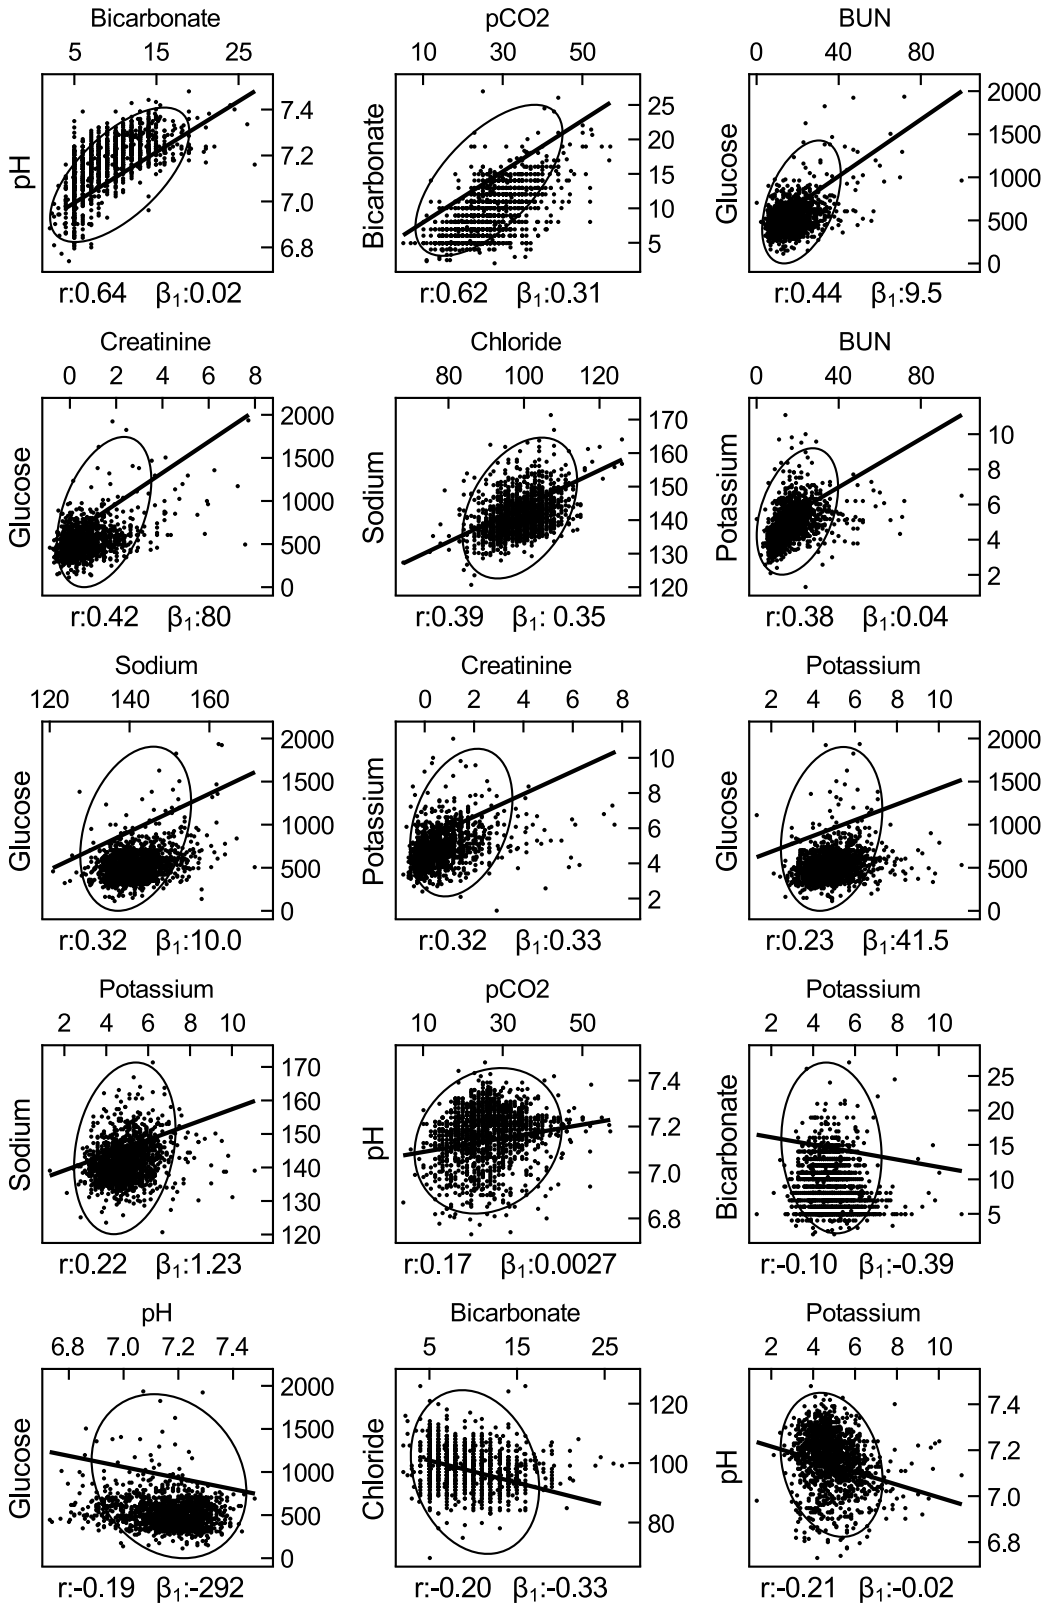 Bicarbonate pCO2 BUN
5 15 25 10 30 50 0 40 80
pH 7.4 7.2 7.0 6.8 Bicarbonate 25 20 15 10 5 Glucose 2000 1500 1000 500 0
r:0.64 β1:0.02 r:0.62 β1:0.31 r:0.44 β1:9.5
Creatinine Chloride BUN
0 2 4 6 8 80 100 120 0 40 80
Glucose 2000 1500 1000 500 0 Sodium 170 160 150 140 130 120 Potassium 10 8 6 4 2
r:0.42 β1:80 r:0.39 β1: 0.35 r:0.38 β1:0.04
Sodium Creatinine Potassium
120 140 160 0 2 4 6 8 2 4 6 8 10
Glucose 2000 1500 1000 500 0 Potassium 10 8 6 4 2 Glucose 2000 1500 1000 500 0
r:0.32 β1:10.0 r:0.32 β1:0.33 r:0.23 β1:41.5
Potassium pCO2 Potassium
2 4 6 8 10 10 30 50 2 4 6 8 10
Sodium 170 160 150 140 130 120 pH 7.4 7.2 7.0 6.8 Bicarbonate 25 20 15 10 5
r:0.22 β1:1.23 r:0.17 β1:0.0027 r:-0.10 β1:-0.39
pH Bicarbonate Potassium
6.8 7.0 7.2 7.4 5 15 25 2 4 6 8 10
Glucose 2000 1500 1000 500 0 Chloride 120 100 80 pH 7.4 7.2 7.0 6.8
r:-0.19 β1:-292 r:-0.20 β1:-0.33 r:-0.21 β1:-0.02